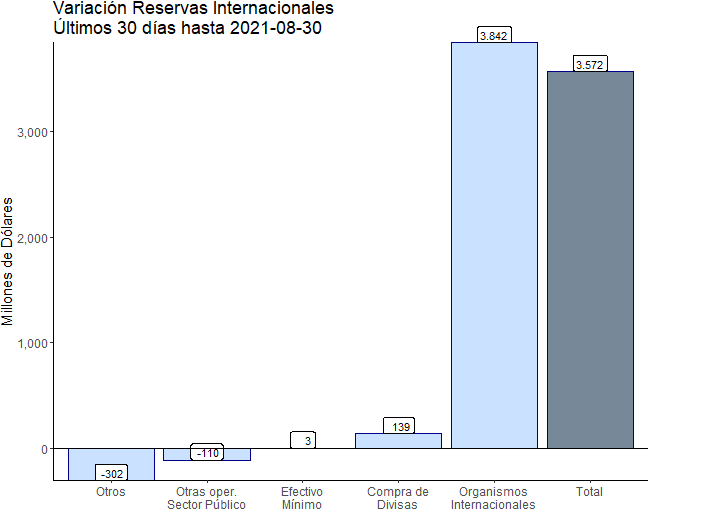 Variación Reservas Internacionales
Últimos 30 días hasta 2021-08-30
Millones de Dólares
3,000
2,000
1,000
0
-302
-110
3
139
3.842
3.572
Otros
Otras oper.
Sector Público
Efectivo
Mínimo
Compra de
Divisas
Organismos
Internacionales
Total